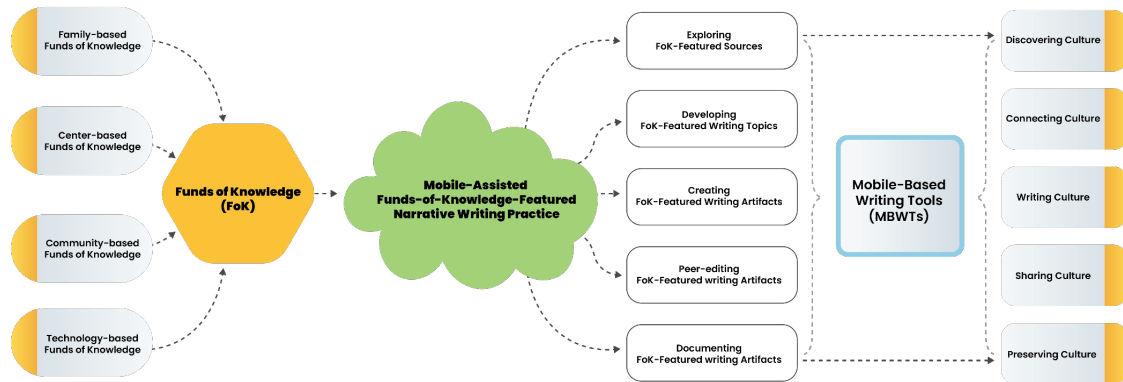 Family-based
Funds of Knowledge
Center-based
Funds of Knowledge
Community-based
Funds of Knowledge
Technology-based
Funds of Knowledge
Funds of Knowledge
(FoK)
Mobile-Assisted
Funds-of-Knowledge-Featured
Narrative Writing Practice
Exploring
FoK-Featured Sources
Developing
FoK-Featured Writing Topics
Creating
FoK-Featured Writing Artifacts
Peer-editing
FoK-Featured writing Artifacts
Documenting
FoK-Featured writing Artifacts
Mobile-Based
Writing Tools
(MBWTs)
Discovering Culture
Connecting Culture
Writing Culture
Sharing Culture
Preserving Culture